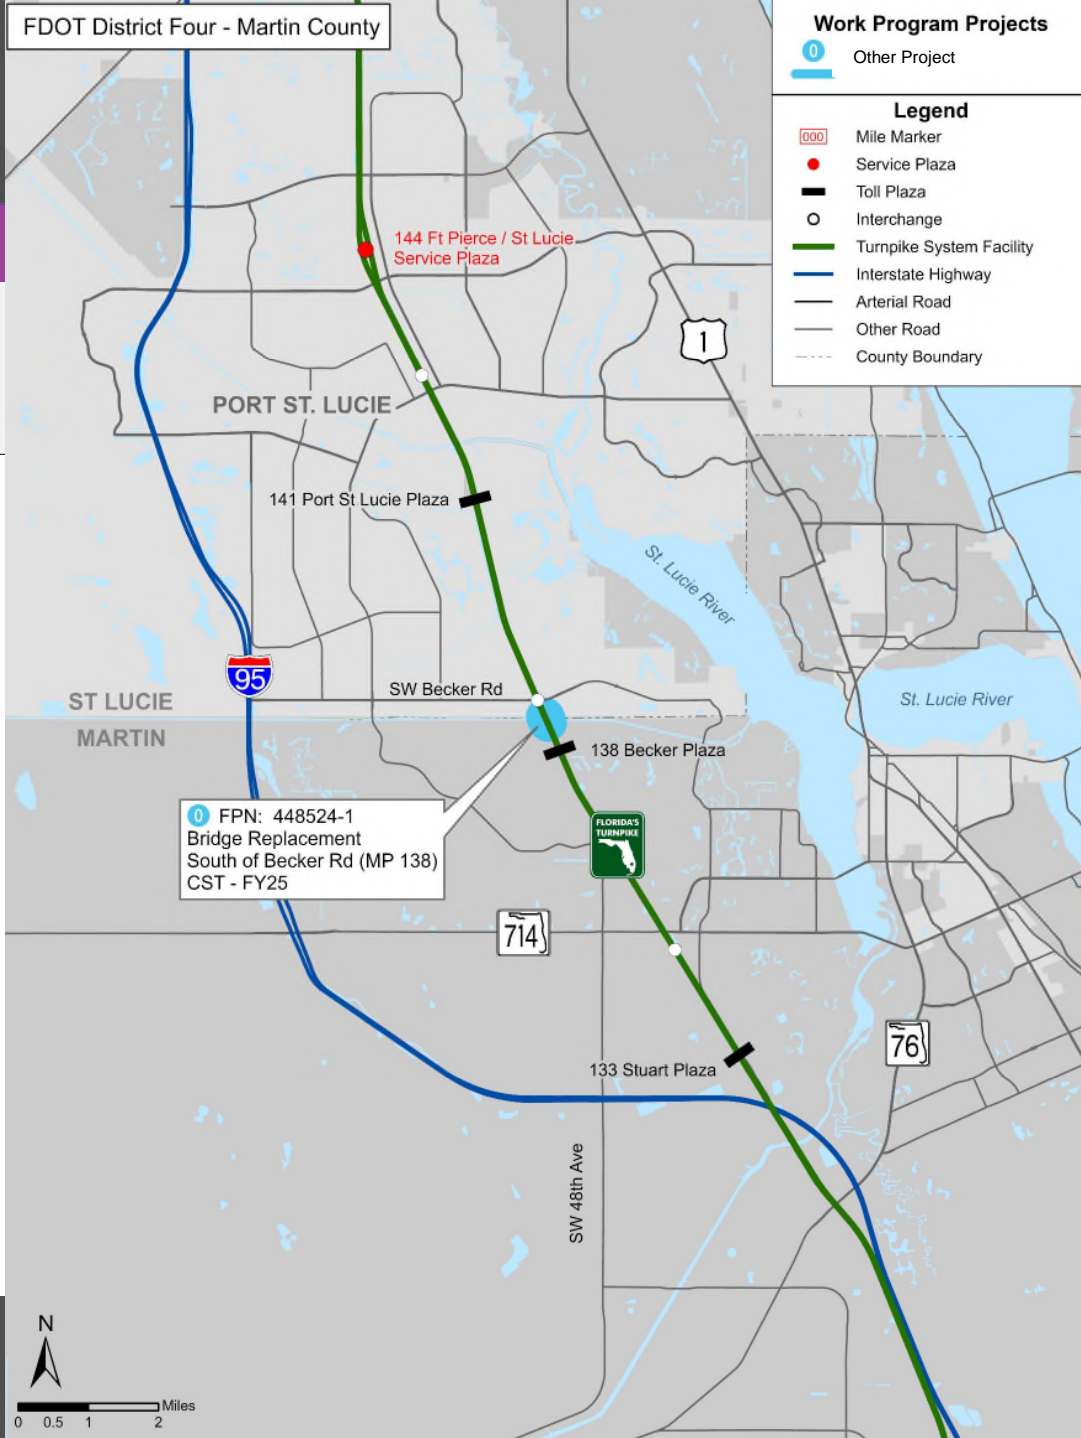 FDOT District Four - Martin County
Work Program Projects
0
Other Project
Legend
000
Mile Marker
Service Plaza
Toll Plaza
Interchange
Turnpike System Facility
Interstate Highway
Arterial Road
Other Road
County Boundary
144 Ft Pierce / St Lucie
Service Plaza
1
PORT ST. LUCIE
141 Port St Lucie Plaza
St. Lucie River
95
SW Becker Rd
ST LUCIE
MARTIN
St. Lucie River
138 Becker Plaza
0 FPN: 448524-1
Bridge Replacement
South of Becker Rd (MP 138)
CST - FY25
FLORIDA'S
TURNPIKE
714
76
133 Stuart Plaza
SW 48th Ave
N
Miles
0 0.5 1 2